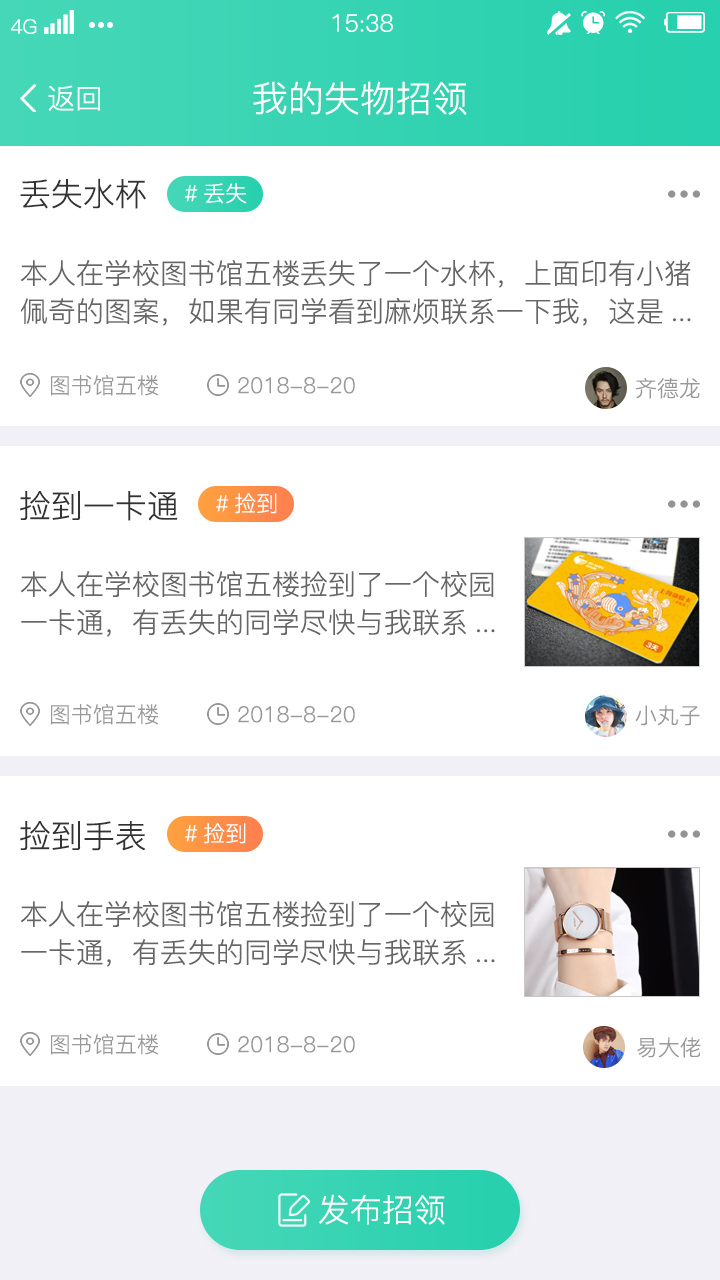 4G
15:38
返回
我的失物招领
丢失水杯
# 丢失
本人在学校图书馆五楼丢失了一个水杯，上面印有小猪
佩奇的图案，如果有同学看到麻烦联系一下我，这是 ...
图书馆五楼
2018-8-20
齐德龙
捡到一卡通
# 捡到
本人在学校图书馆五楼捡到了一个校园
一卡通，有丢失的同学尽快与我联系 ...
3天
图书馆五楼
2018-8-20
小丸子
捡到手表
# 捡到
本人在学校图书馆五楼捡到了一个校园
一卡通，有丢失的同学尽快与我联系 ...
图书馆五楼
2018-8-20
易大佬
发布招领